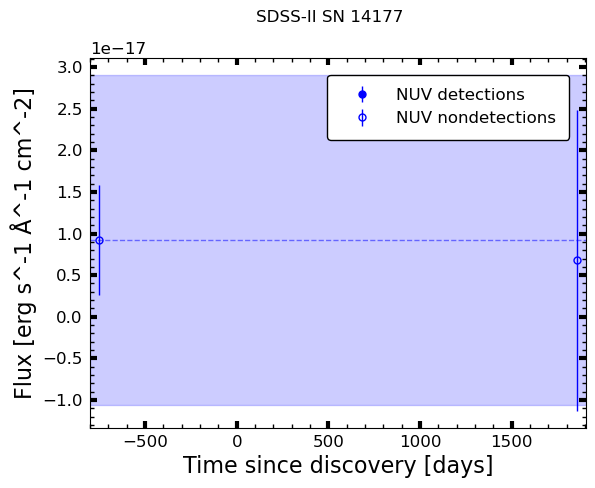 SDSS-II SN 14177
1e−17
3.0
2.5
2.0
1.5
1.0
0.5
0.0
−0.5
−1.0
Flux [erg s^-1 Å^-1 cm^-2]
NUV detections
NUV nondetections
−500 0 500 1000 1500
Time since discovery [days]